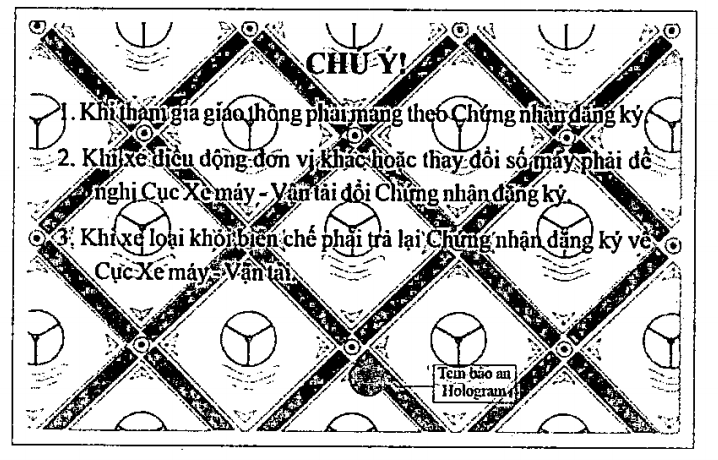 CHÚ Ý!
1. Khi tham gia giao thông phải mang theo Chứng nhận đăng ký.
2. Khi xe điều động đơn vị khác hoặc thay đổi số máy phải đề
nghị Cục Xe máy - Vận tải đổi Chứng nhận đăng ký.
3. Khi xe loại khỏi biên chế phải trả lại Chứng nhận đăng ký về
Cục Xe máy - Vận tải.
Tem bảo an
Hologram